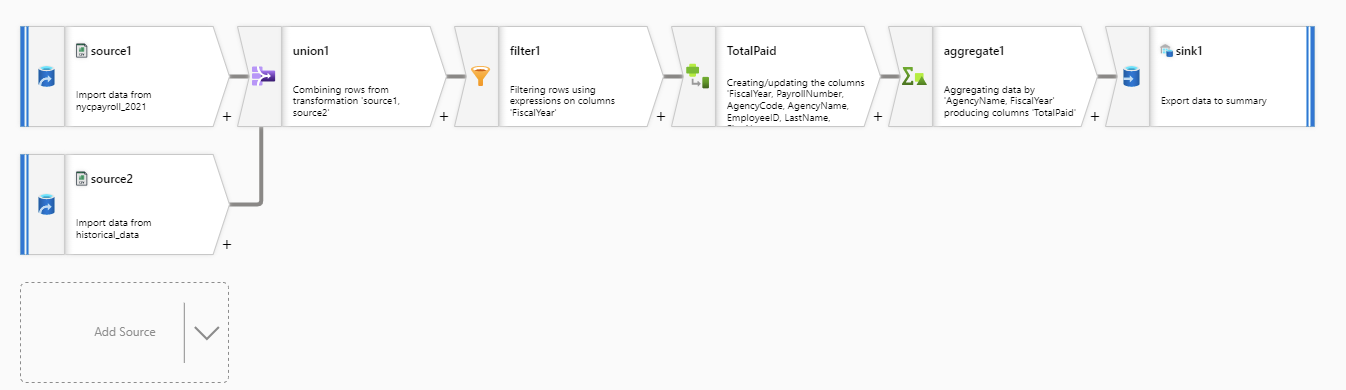 source1
Import data from
nycpayroll_2021
+
union1
Combining rows from
transformation 'source1,
source2'
+
filter1
Filtering rows using
expressions on columns
'FiscalYear'
+
TotalPaid
Creating/updating the columns
'FiscalYear, PayrollNumber,
AgencyCode, AgencyName,
EmployeeID, LastName,
+
aggregate1
Aggregating data by
'AgencyName, FiscalYear'
producing columns 'TotalPaid'
+
sink1
Export data to summary
source2
Import data from
historical_data
+
Add Source